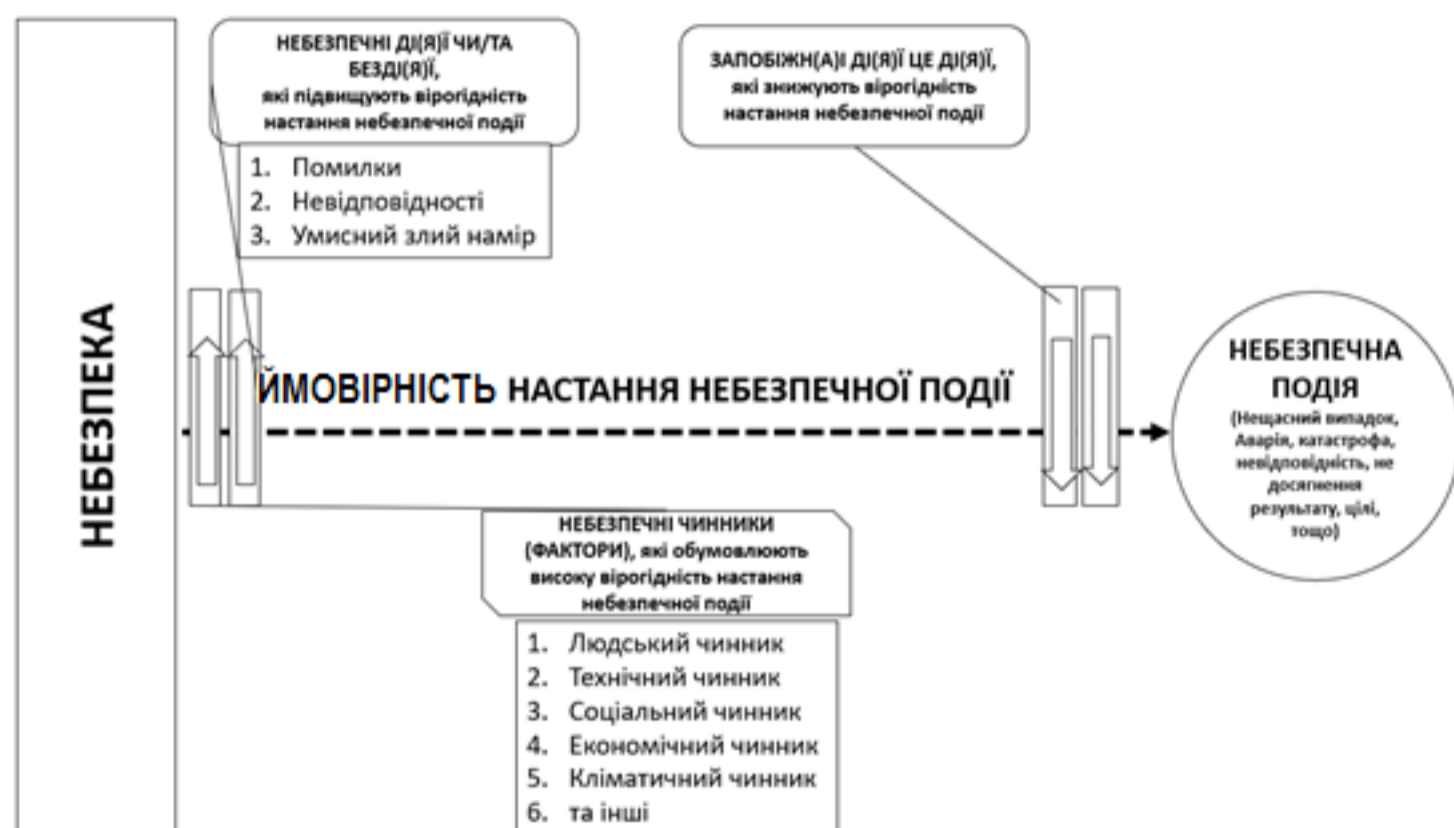 НЕБЕЗПЕКА
НЕБЕЗПЕЧНІ ДІ(Я)Ї ЧИ/ТА
БЕЗДІ(Я)Ї,
які підвищують вірогідність
настання небезпечної події
1. Помилки
2. Невідповідності
3. Умисний злий намір
ЗАПОБІЖН(А)І ДІ(Я)Ї ЦЕ ДІ(Я)Ї,
які знижують вірогідність
настання небезпечної події
ЙМОВІРНІСТЬ НАСТАННЯ НЕБЕЗПЕЧНОЇ ПОДІЇ
НЕБЕЗПЕЧНА
ПОДІЯ
(Нещасний випадок,
Аварія, катастрофа,
невідповідність, не
досягнення
результату, цілі,
тощо)
НЕБЕЗПЕЧНІ ЧИННИКИ
(ФАКТОРИ), які обумовлюють
високу вірогідність настання
небезпечної події
1. Людський чинник
2. Технічний чинник
3. Соціальний чинник
4. Економічний чинник
5. Кліматичний чинник
6. та інші